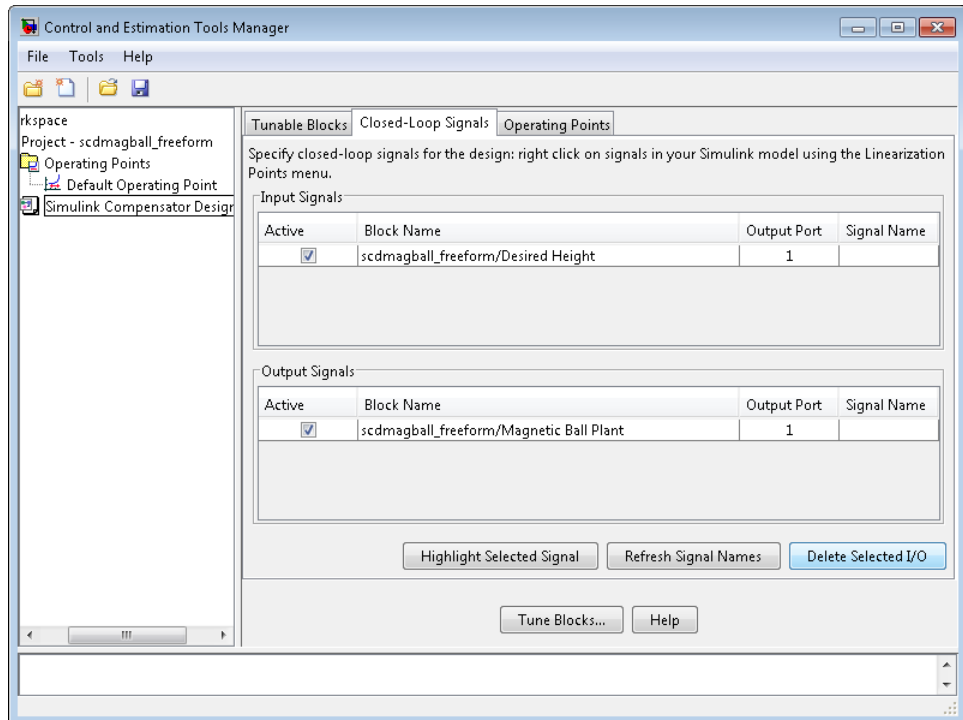 Control and Estimation Tools Manager
File Tools Help
rkspace
Project - scdmagball_freeform
Operating Points
Default Operating Point
Simulink Compensator Desigr
Tunable Blocks Closed-Loop Signals Operating Points
Specify closed-loop signals for the design: right click on signals in your Simulink model using the Linearization
Points menu.
Input Signals
Active Block Name Output Port Signal Name
scdmagball_freeform/Desired Height 1
Output Signals
Active Block Name Output Port Signal Name
scdmagball_freeform/Magnetic Ball Plant 1
Highlight Selected Signal Refresh Signal Names Delete Selected I/O
Tune Blocks... Help